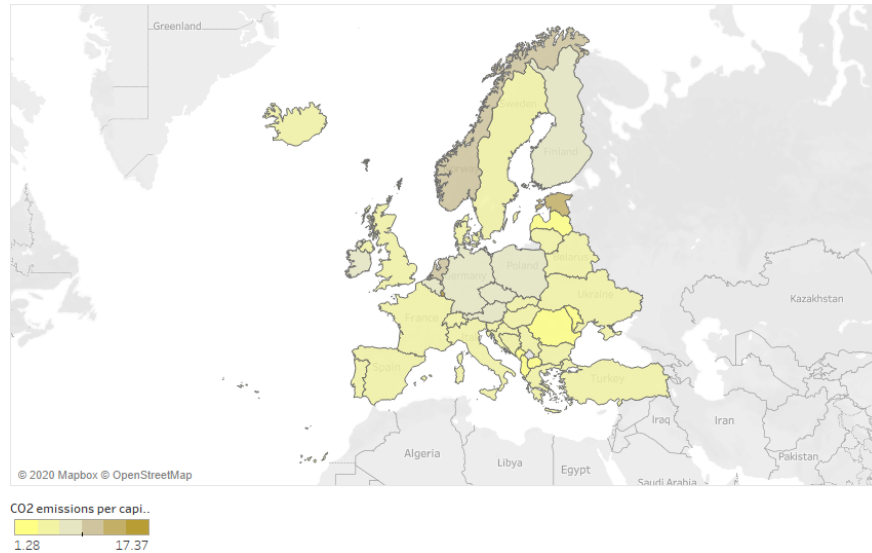 Greenland
Sweden
Finland
Norway
Belarus
Germany
Poland
Ukraine
Kazakhstan
France
Spain
Turkey
Iraq
Iran
Algeria
Libya
Egypt
Pakistan
Saudi Arabia
© 2020 Mapbox © OpenStreetMap
CO2 emissions per capi..
1.28 17.37